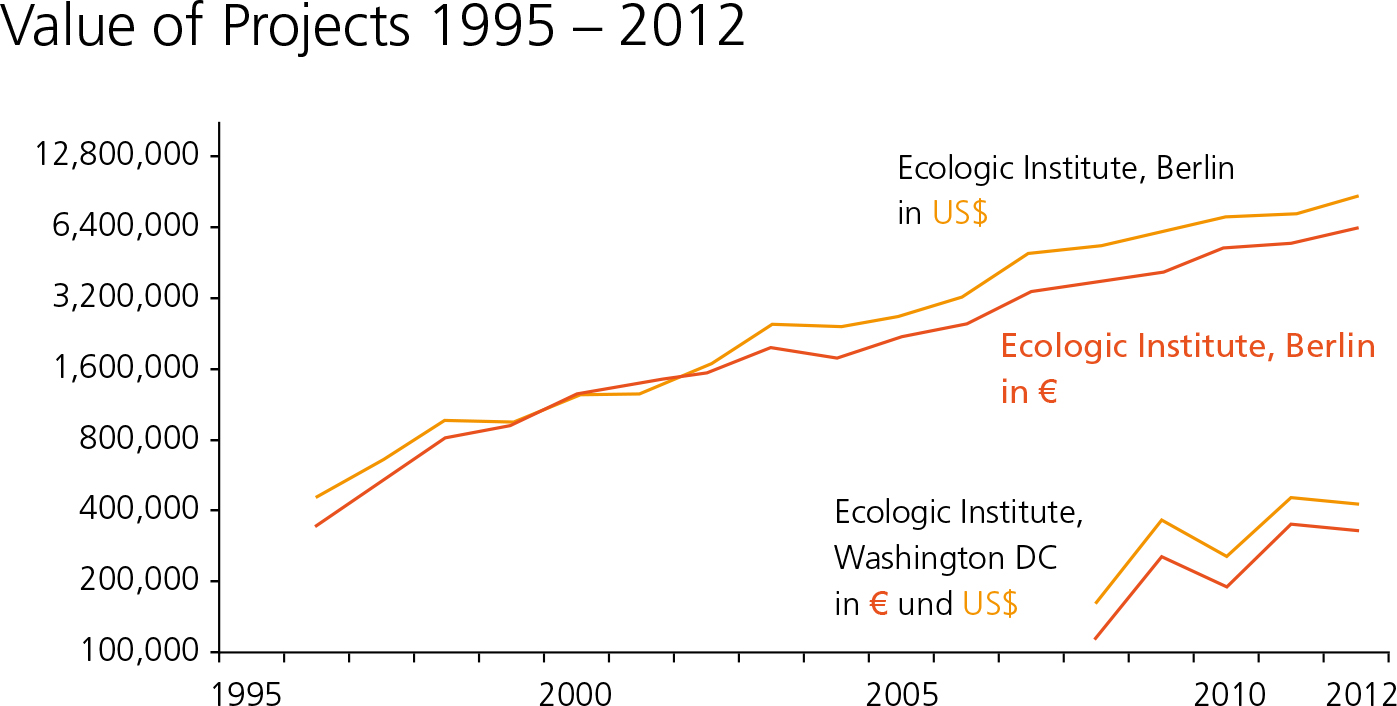 Value of Projects 1995 – 2012
12,800,000
6,400,000
3,200,000
1,600,000
800,000
400,000
200,000
100,000
Ecologic Institute, Berlin
in US$
Ecologic Institute, Berlin
in €
Ecologic Institute,
Washington DC
in € und US$
1995 2000 2005 2010 2012